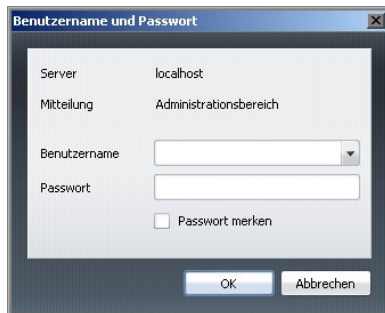 Benutzername und Passwort
Server localhost
Mitteilung Administrationsbereich
Benutzername
Passwort
Passwort merken
OK Abbrechen